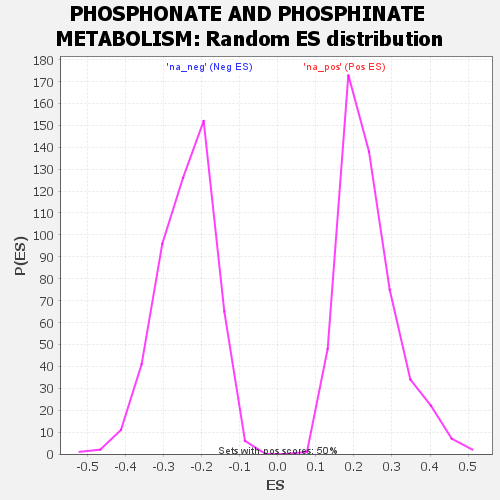 PHOSPHONATE AND PHOSPHINATE
METABOLISM: Random ES distribution
'na_neg' (Neg ES) 'na_pos' (Pos ES)
180
170
160
150
140
130
120
110
100
90
80
70
60
50
40
30
20
10
0
P(ES)
Sets with pos scores: 50%
-0.5 -0.4 -0.3 -0.2 -0.1 0.0 0.1 0.2 0.3 0.4 0.5
ES